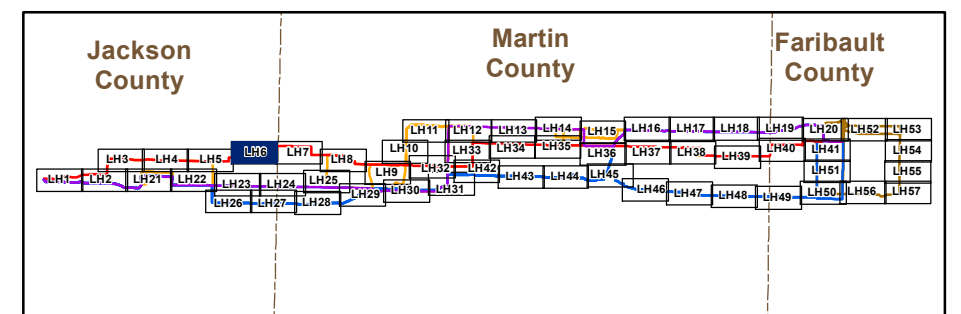 Jackson
County
Martin
County
Faribault
County
LH11 LH12 LH13 LH14 LH15 LH16 LH17 LH18 LH19 LH20 LH52 LH53
LH3 LH4 LH5 LH6 LH7 LH8 LH10 LH33 LH34 LH35 LH36 LH37 LH38 LH39 LH40 LH41 LH54
LH1 LH2 LH21 LH22 LH23 LH24 LH25 LH9 LH32 LH42 LH43 LH44 LH45 LH51 LH55
LH26 LH27 LH28 LH29 LH30 LH31 LH46 LH47 LH48 LH49 LH50 LH56 LH57